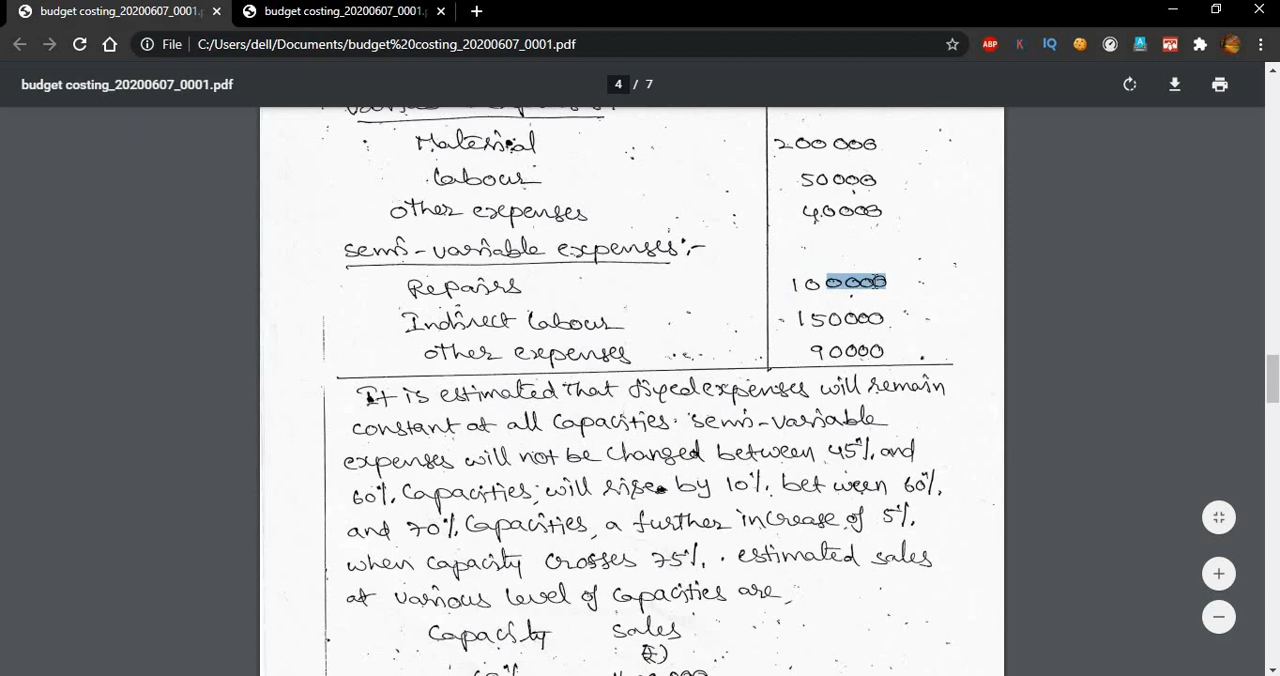 budget costing_20200607_0001.p
budget costing_20200607_0001.p
File C:/Users/dell/Documents/budget%20costing_20200607_0001.pdf
ABP K IQ
budget costing_20200607_0001.pdf 4 / 7
Material 200000
labour 50000
other expenses 40000
semi-variable expenses:-
Repairs 100000
Indirect labour 150000
other expenses 90000
It is estimated that fixed expenses will remain
constant at all capacities. semi-variable
expenses will not be changed between 45% and
60% capacities, will rise by 10% between 60%
and 70% capacities, a further increase of 5%
when capacity crosses 75%. estimated sales
at various level of capacities are,
Capacity sales
(₹)